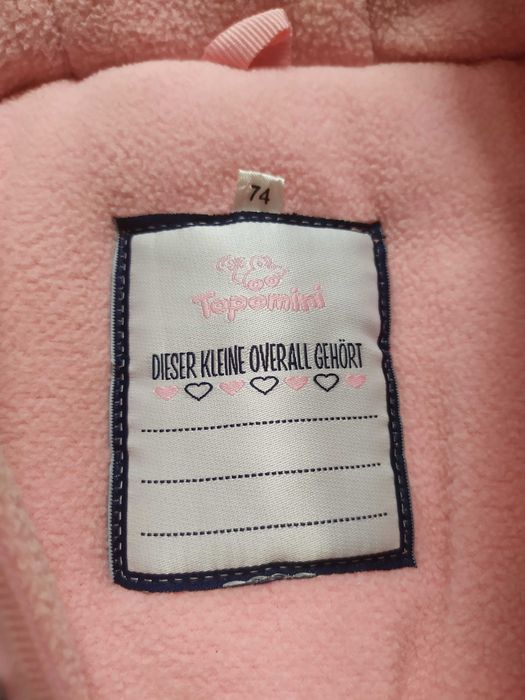 74
Topomini
DIESER KLEINE OVERALL GEHÖRT